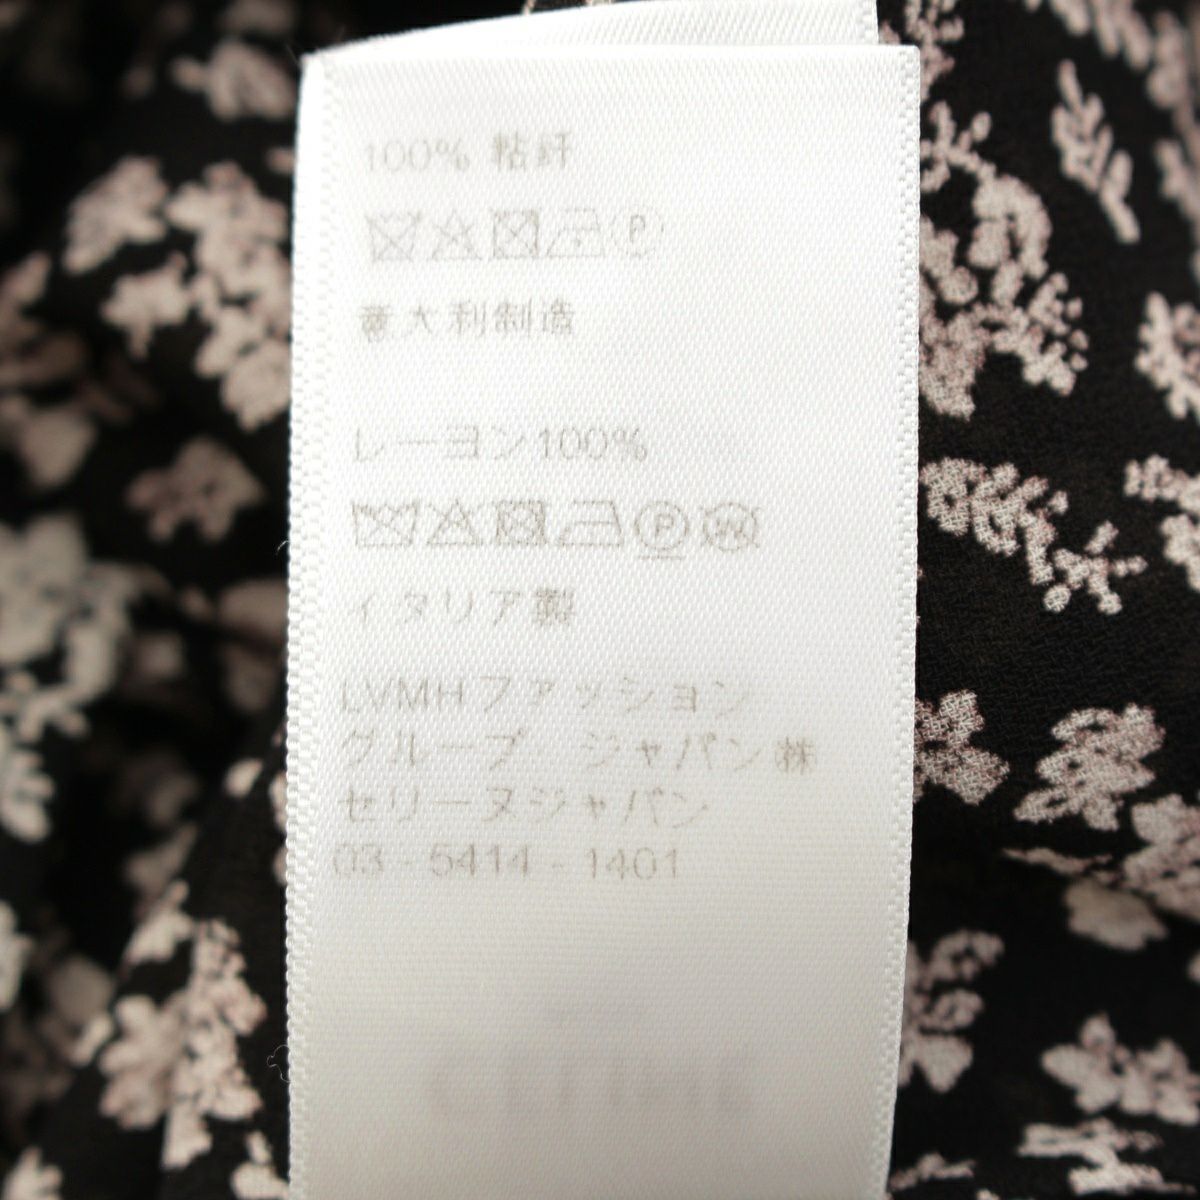 100% 粘纤
意大利制造
レーヨン100%
イタリア製
LVMHファッション
グループ ジャパン㈱
セリーヌジャパン
03 - 5414 - 1401